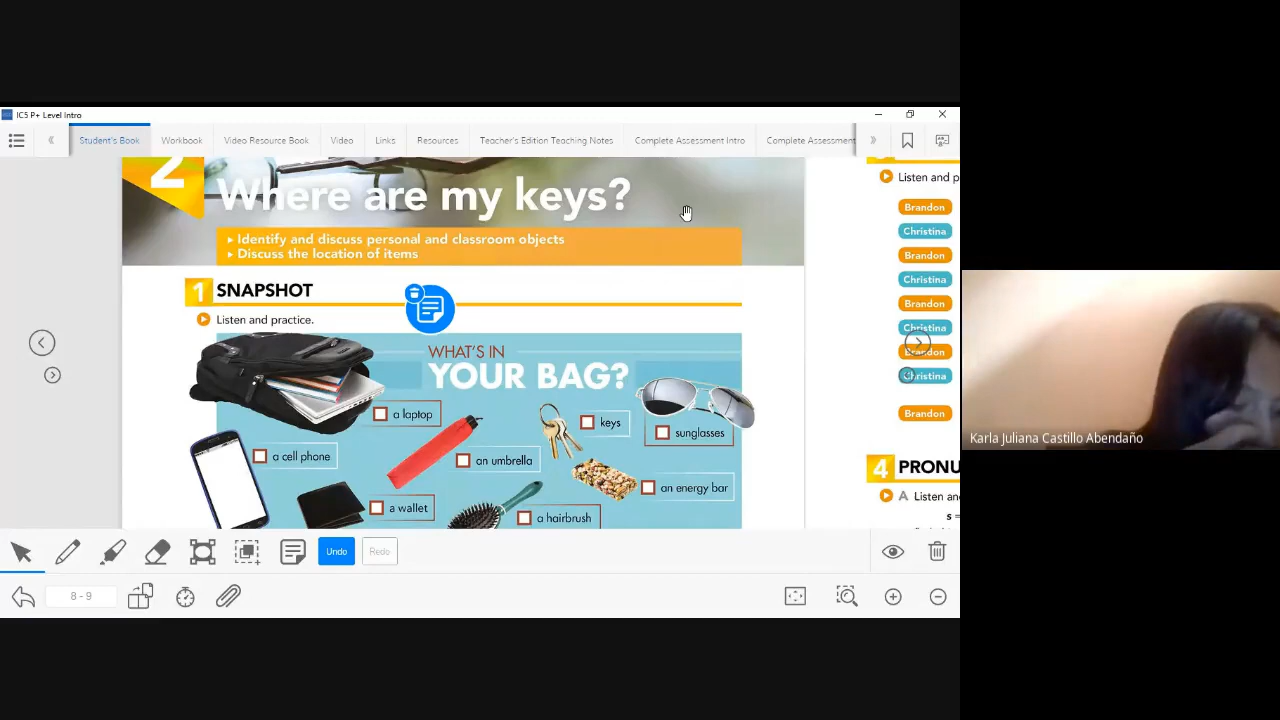 IC5 P+ Level Intro
Student's Book
Workbook
Video Resource Book
Video
Links
Resources
Teacher's Edition Teaching Notes
Complete Assessment Intro
Complete Assessment
2
Where are my keys?
Identify and discuss personal and classroom objects
Discuss the location of items
1 SNAPSHOT
Listen and practice.
WHAT'S IN
YOUR BAG?
a laptop
keys
sunglasses
a cell phone
an umbrella
an energy bar
a wallet
a hairbrush
Listen and p
Brandon
Christina
Brandon
Christina
Brandon
Christina
Brandon
Christina
Brandon
4 PRONU
A Listen an
s =
Undo
Redo
8 - 9
Karla Juliana Castillo Abendaño